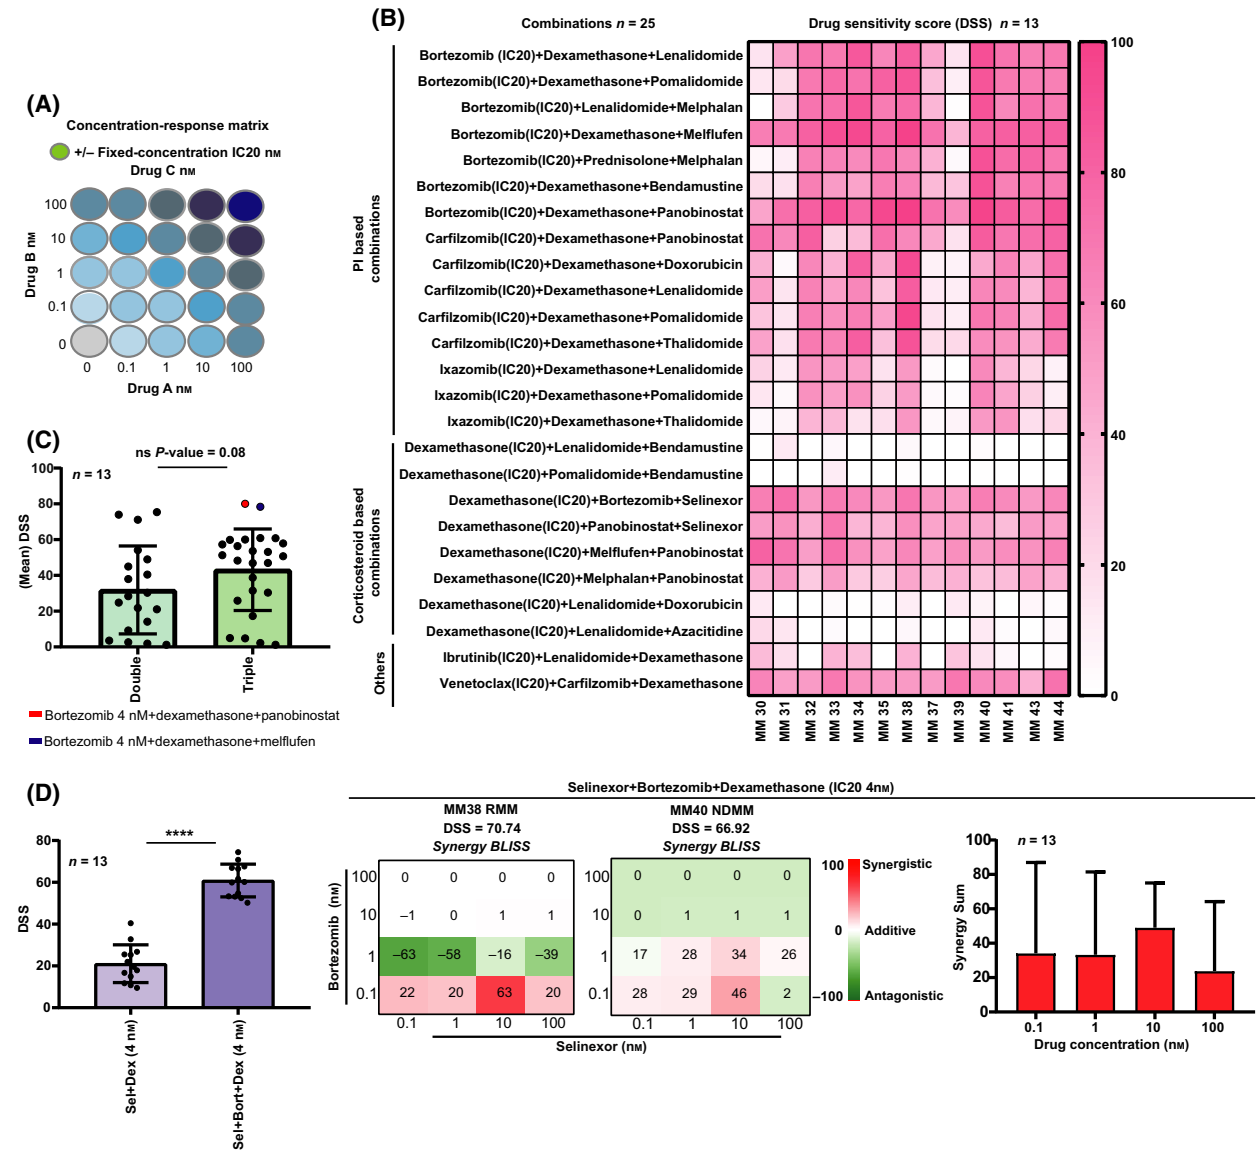 (A)
Concentration-response matrix
+/– Fixed-concentration IC20 nM
Drug C nM
100
10
1
0.1
0
Drug B nM
0 0.1 1 10 100
Drug A nM
(B)
Combinations n = 25
Drug sensitivity score (DSS) n = 13
PI based combinations
Bortezomib (IC20)+Dexamethasone+Lenalidomide
Bortezomib(IC20)+Dexamethasone+Pomalidomide
Bortezomib(IC20)+Lenalidomide+Melphalan
Bortezomib(IC20)+Dexamethasone+Melflufen
Bortezomib(IC20)+Prednisolone+Melphalan
Bortezomib(IC20)+Dexamethasone+Bendamustine
Bortezomib(IC20)+Dexamethasone+Panobinostat
Carfilzomib(IC20)+Dexamethasone+Panobinostat
Carfilzomib(IC20)+Dexamethasone+Doxorubicin
Carfilzomib(IC20)+Dexamethasone+Lenalidomide
Carfilzomib(IC20)+Dexamethasone+Pomalidomide
Carfilzomib(IC20)+Dexamethasone+Thalidomide
Ixazomib(IC20)+Dexamethasone+Lenalidomide
Ixazomib(IC20)+Dexamethasone+Pomalidomide
Ixazomib(IC20)+Dexamethasone+Thalidomide
Corticosteroid based combinations
Dexamethasone(IC20)+Lenalidomide+Bendamustine
Dexamethasone(IC20)+Pomalidomide+Bendamustine
Dexamethasone(IC20)+Bortezomib+Selinexor
Dexamethasone(IC20)+Panobinostat+Selinexor
Dexamethasone(IC20)+Melflufen+Panobinostat
Dexamethasone(IC20)+Melphalan+Panobinostat
Dexamethasone(IC20)+Lenalidomide+Doxorubicin
Dexamethasone(IC20)+Lenalidomide+Azacitidine
Others
Ibrutinib(IC20)+Lenalidomide+Dexamethasone
Venetoclax(IC20)+Carfilzomib+Dexamethasone
MM 30 MM 31 MM 32 MM 33 MM 34 MM 35 MM 38 MM 37 MM 39 MM 40 MM 41 MM 43 MM 44
100
80
60
40
20
0
(C)
ns P-value = 0.08
n = 13
(Mean) DSS
100
80
60
40
20
0
Double Triple
Bortezomib 4 nM+dexamethasone+panobinostat
Bortezomib 4 nM+dexamethasone+melflufen
(D)
n = 13
****
DSS
80
60
40
20
0
Sel+Dex (4 nM)
Sel+Bort+Dex (4 nM)
Selinexor+Bortezomib+Dexamethasone (IC20 4nM)
MM38 RMM
DSS = 70.74
Synergy BLISS
Bortezomib (nM)
100 0 0 0 0
10 –1 0 1 1
1 –63 –58 –16 –39
0.1 22 20 63 20
0.1 1 10 100
MM40 NDMM
DSS = 66.92
Synergy BLISS
100 0 0 0 0
10 0 1 1 1
1 17 28 34 26
0.1 28 29 46 2
0.1 1 10 100
Selinexor (nM)
100 Synergistic
0 Additive
–100 Antagonistic
n = 13
Synergy Sum
100
80
60
40
20
0
0.1 1 10 100
Drug concentration (nM)